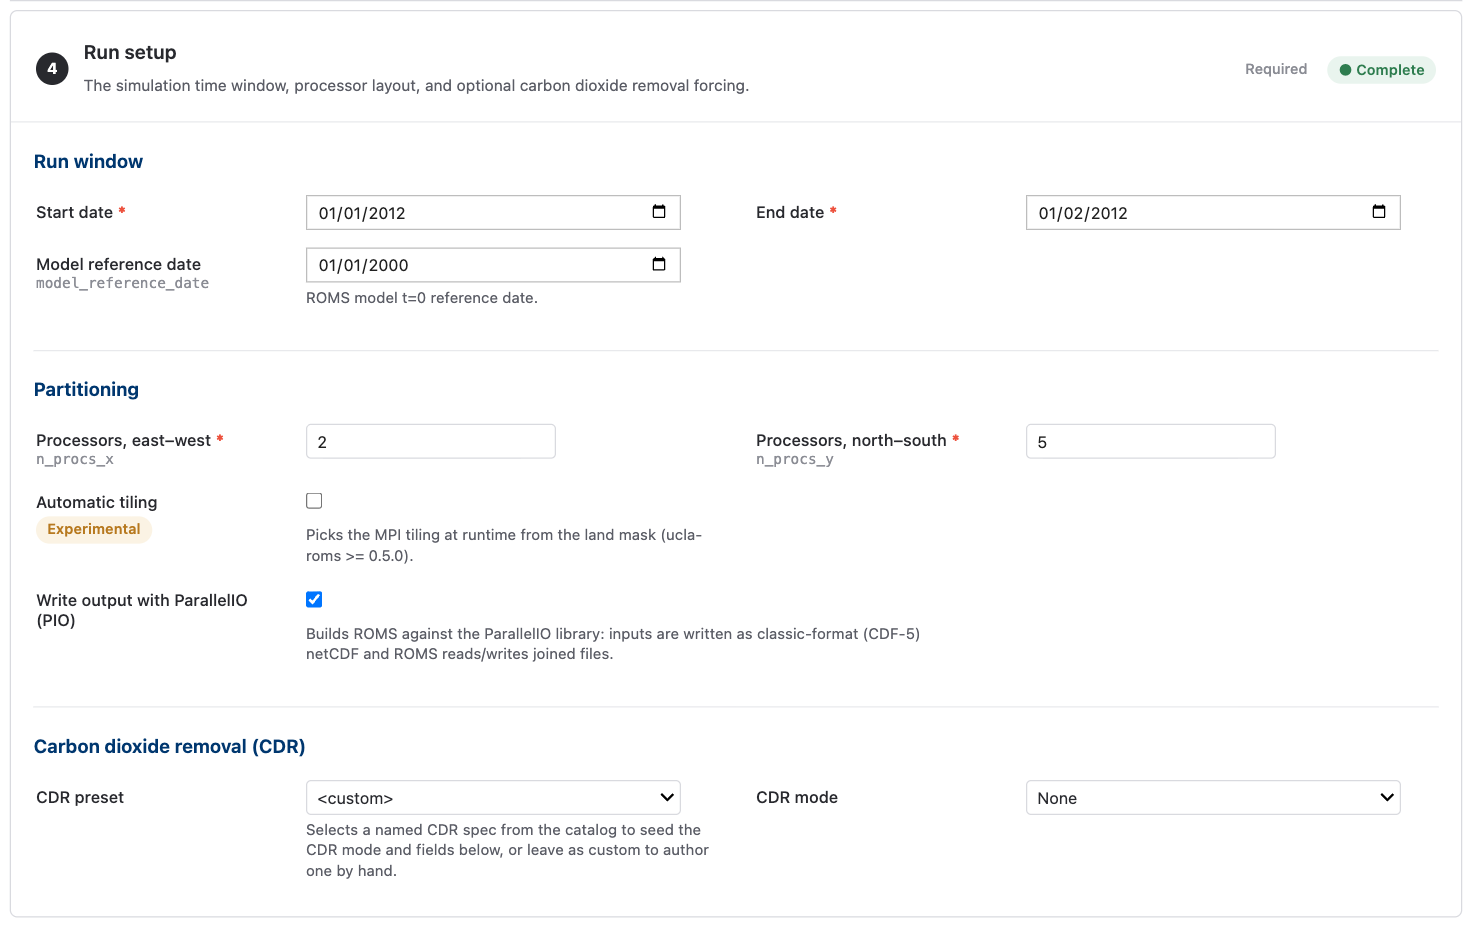 4
Run setup
The simulation time window, processor layout, and optional carbon dioxide removal forcing.
Required
Complete
Run window
Start date *
01/01/2012
End date *
01/02/2012
Model reference date
model_reference_date
01/01/2000
ROMS model t=0 reference date.
Partitioning
Processors, east–west *
n_procs_x
2
Processors, north–south *
n_procs_y
5
Automatic tiling
Experimental
Picks the MPI tiling at runtime from the land mask (ucla-
roms >= 0.5.0).
Write output with ParallelIO
(PIO)
Builds ROMS against the ParallelIO library: inputs are written as classic-format (CDF-5)
netCDF and ROMS reads/writes joined files.
Carbon dioxide removal (CDR)
CDR preset
<custom>
Selects a named CDR spec from the catalog to seed the
CDR mode and fields below, or leave as custom to author
one by hand.
CDR mode
None